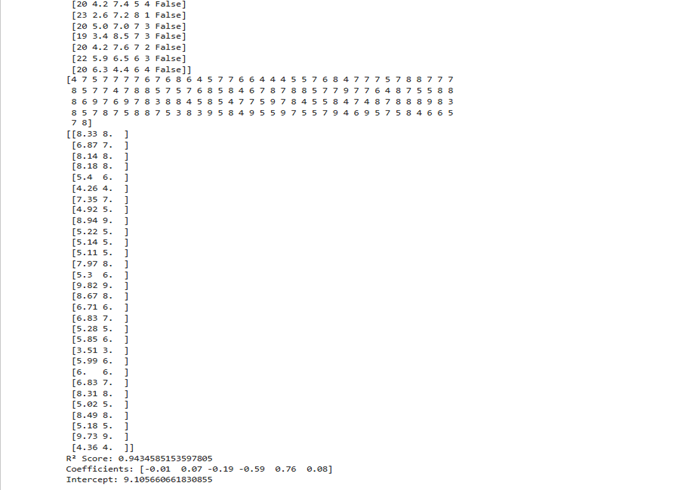 [20 4.2 7.4 5 4 False]
[23 2.6 7.2 8 1 False]
[20 5.0 7.0 7 3 False]
[19 3.4 8.5 7 3 False]
[20 4.2 7.6 7 2 False]
[22 5.9 6.5 6 3 False]
[20 6.3 4.4 6 4 False]]
[4 7 5 7 7 7 7 6 7 6 8 6 4 5 7 7 6 6 4 4 4 5 5 7 6 8 4 7 7 7 5 7 8 8 7 7 7
8 5 7 7 4 7 8 8 5 7 5 7 6 8 5 8 4 6 7 8 7 8 8 5 7 7 9 7 7 6 4 8 7 5 5 8 8
8 6 9 7 6 9 7 8 3 8 8 4 5 8 5 4 7 7 5 9 7 8 4 5 5 8 4 7 4 8 7 8 8 8 9 8 3
8 5 7 8 7 5 8 8 7 5 3 8 3 9 5 8 4 9 5 5 9 7 5 5 7 9 4 6 9 5 7 5 8 4 6 6 5
7 8]
[[8.33 8. ]
[6.87 7. ]
[8.14 8. ]
[8.18 8. ]
[5.4 6. ]
[4.26 4. ]
[7.35 7. ]
[4.92 5. ]
[8.94 9. ]
[5.22 5. ]
[5.14 5. ]
[5.11 5. ]
[7.97 8. ]
[5.3 6. ]
[9.82 9. ]
[8.67 8. ]
[6.71 6. ]
[6.83 7. ]
[5.28 5. ]
[5.85 6. ]
[3.51 3. ]
[5.99 6. ]
[6. 6. ]
[6.83 7. ]
[8.31 8. ]
[5.02 5. ]
[8.49 8. ]
[5.18 5. ]
[9.73 9. ]
[4.36 4. ]]
R² Score: 0.9434585153597805
Coefficients: [-0.01 0.07 -0.19 -0.59 0.76 0.08]
Intercept: 9.105660661830855